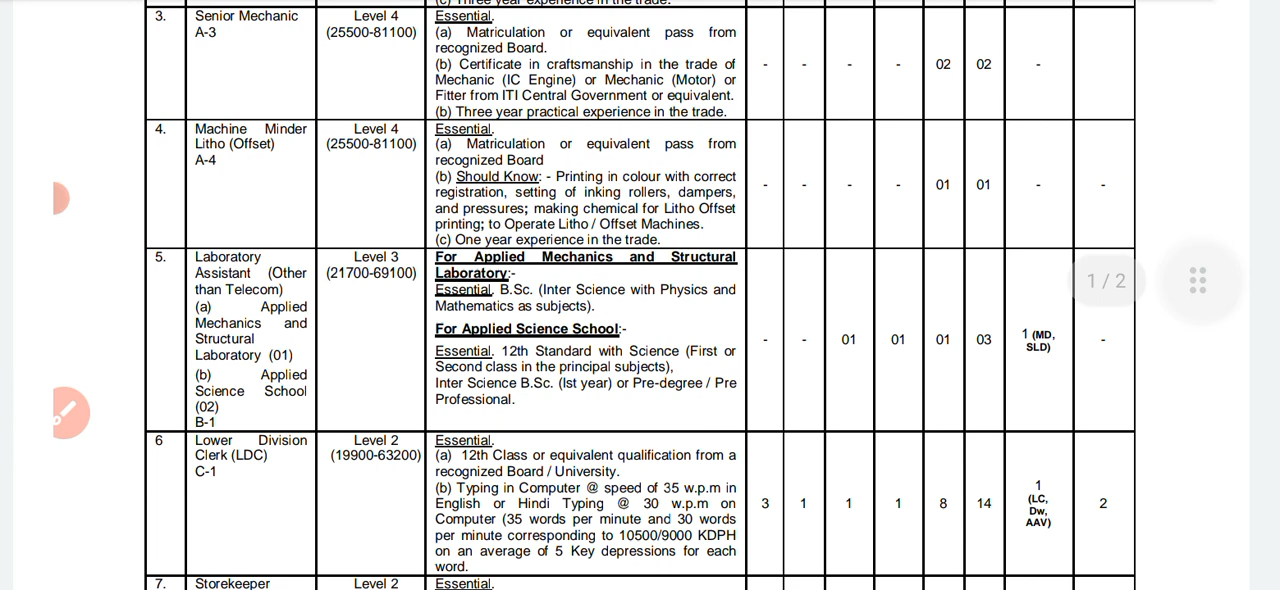 (c) Three year experience in the trade.
3. Senior Mechanic A-3 Level 4 (25500-81100) Essential.
(a) Matriculation or equivalent pass from
recognized Board.
(b) Certificate in craftsmanship in the trade of
Mechanic (IC Engine) or Mechanic (Motor) or
Fitter from ITI Central Government or equivalent.
(b) Three year practical experience in the trade.
- - - - 02 02 -
4. Machine Minder
Litho (Offset)
A-4
Level 4
(25500-81100)
Essential.
(a) Matriculation or equivalent pass from
recognized Board
(b) Should Know: - Printing in colour with correct
registration, setting of inking rollers, dampers,
and pressures; making chemical for Litho Offset
printing; to Operate Litho / Offset Machines.
(c) One year experience in the trade.
- - - - 01 01 - -
5. Laboratory
Assistant (Other
than Telecom)
(a) Applied
Mechanics and
Structural
Laboratory (01)
(b) Applied
Science School
(02)
B-1
Level 3
(21700-69100)
For Applied Mechanics and Structural
Laboratory:-
Essential. B.Sc. (Inter Science with Physics and
Mathematics as subjects).
For Applied Science School:-
Essential. 12th Standard with Science (First or
Second class in the principal subjects),
Inter Science B.Sc. (Ist year) or Pre-degree / Pre
Professional.
- - 01 01 01 03 1 (MD,
SLD)
-
1 / 2
6 Lower Division
Clerk (LDC)
C-1
Level 2
(19900-63200)
Essential.
(a) 12th Class or equivalent qualification from a
recognized Board / University.
(b) Typing in Computer @ speed of 35 w.p.m in
English or Hindi Typing @ 30 w.p.m on
Computer (35 words per minute and 30 words
per minute corresponding to 10500/9000 KDPH
on an average of 5 Key depressions for each
word.
3 1 1 1 8 14 1
(LC,
Dw,
AAV)
2
7. Storekeeper Level 2 Essential.